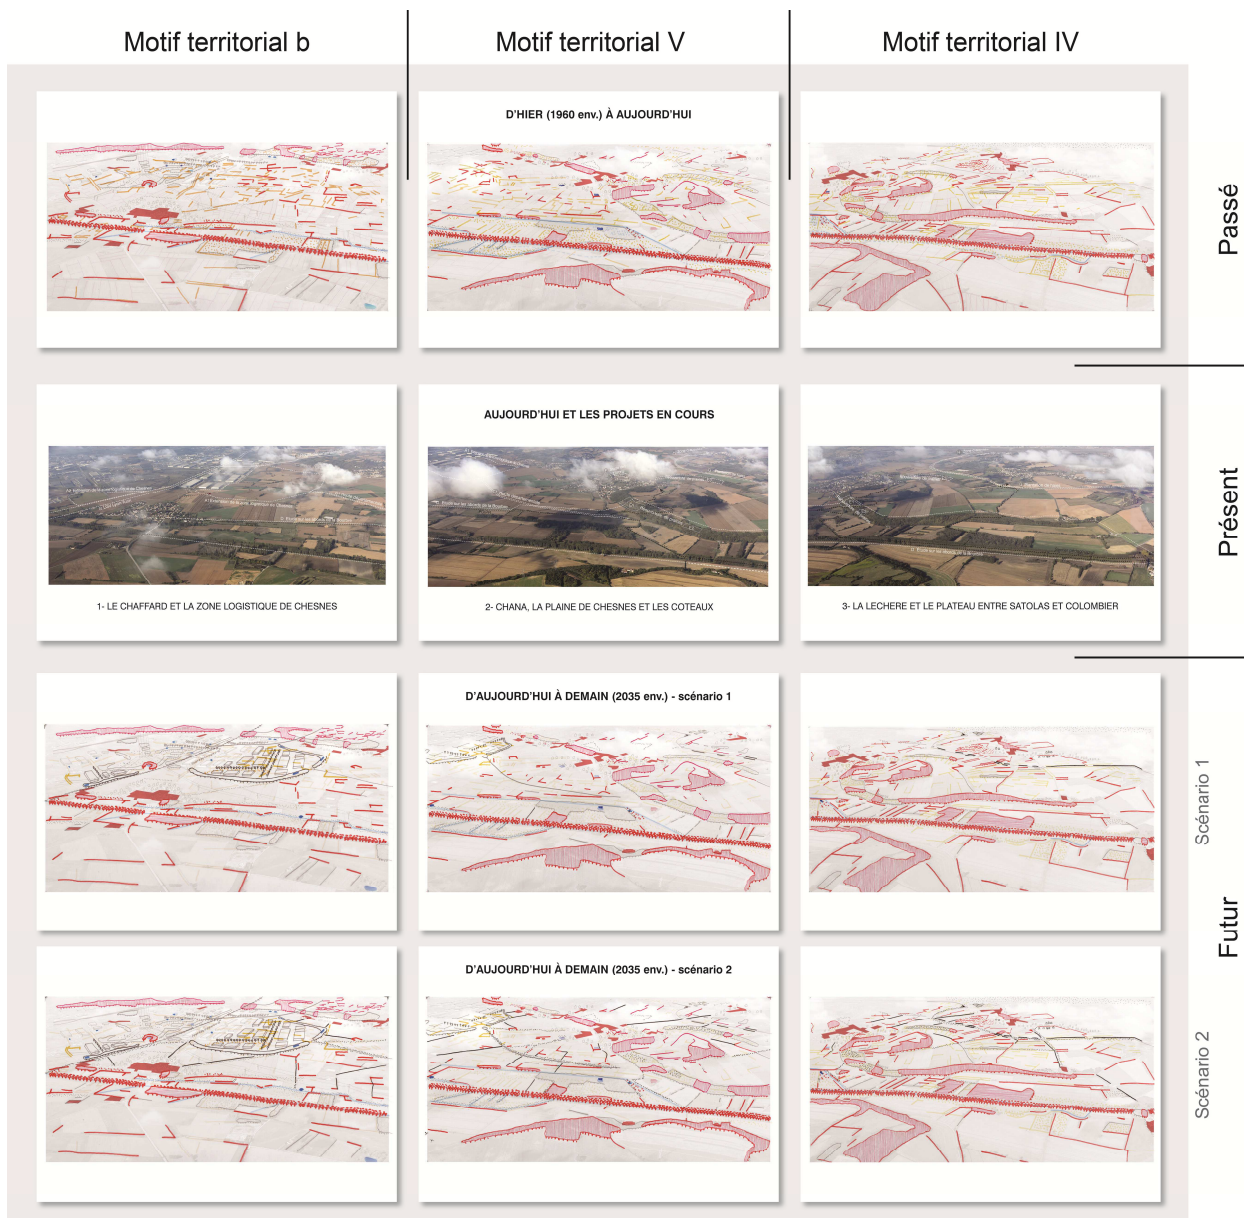 Motif territorial b
Motif territorial V
Motif territorial IV
D'HIER (1960 env.) À AUJOURD'HUI
Passé
AUJOURD'HUI ET LES PROJETS EN COURS
Présent
1- LE CHAFFARD ET LA ZONE LOGISTIQUE DE CHESNES
2- CHANA, LA PLAINE DE CHESNES ET LES COTEAUX
3- LA LECHERE ET LE PLATEAU ENTRE SATOLAS ET COLOMBIER
D'AUJOURD'HUI À DEMAIN (2035 env.) - scénario 1
Scénario 1
Futur
D'AUJOURD'HUI À DEMAIN (2035 env.) - scénario 2
Scénario 2